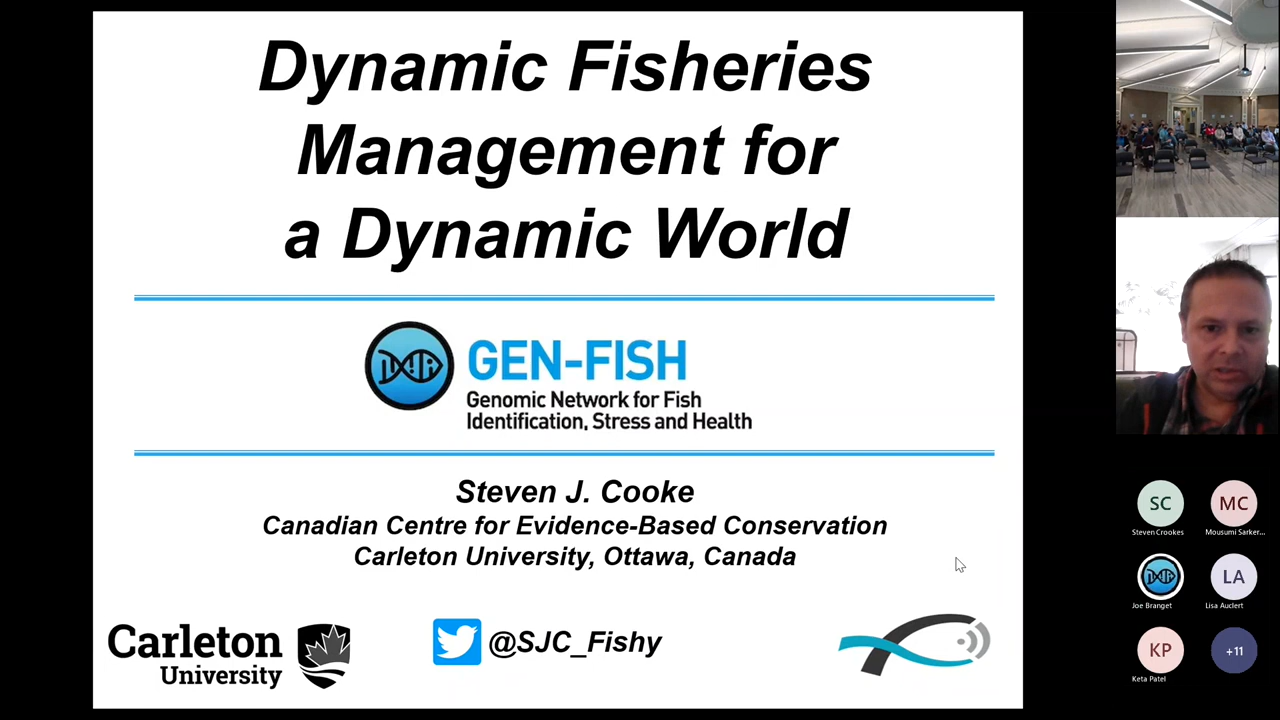 Dynamic Fisheries
Management for
a Dynamic World
GEN-FISH
Genomic Network for Fish
Identification, Stress and Health
Steven J. Cooke
Canadian Centre for Evidence-Based Conservation
Carleton University, Ottawa, Canada
Carleton
University
@SJC_Fishy
SC
Steven Crookes
MC
Mousumi Sarker...
Joe Branget
LA
Lisa Auclert
KP
Keta Patel
+11